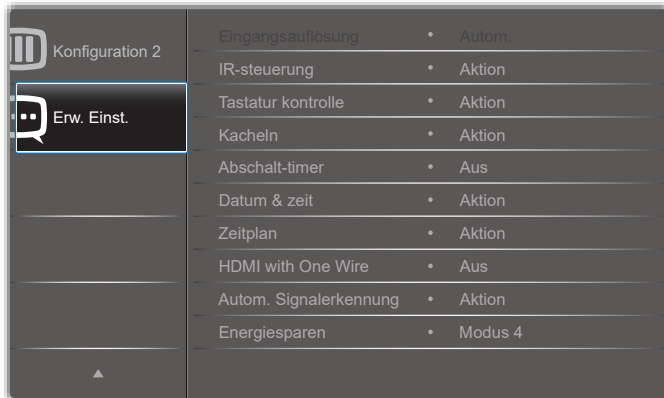 Konfiguration 2
Erw. Einst.
Eingangsauflösung • Autom.
IR-steuerung • Aktion
Tastatur kontrolle • Aktion
Kacheln • Aktion
Abschalt-timer • Aus
Datum & zeit • Aktion
Zeitplan • Aktion
HDMI with One Wire • Aus
Autom. Signalerkennung • Aktion
Energiesparen • Modus 4